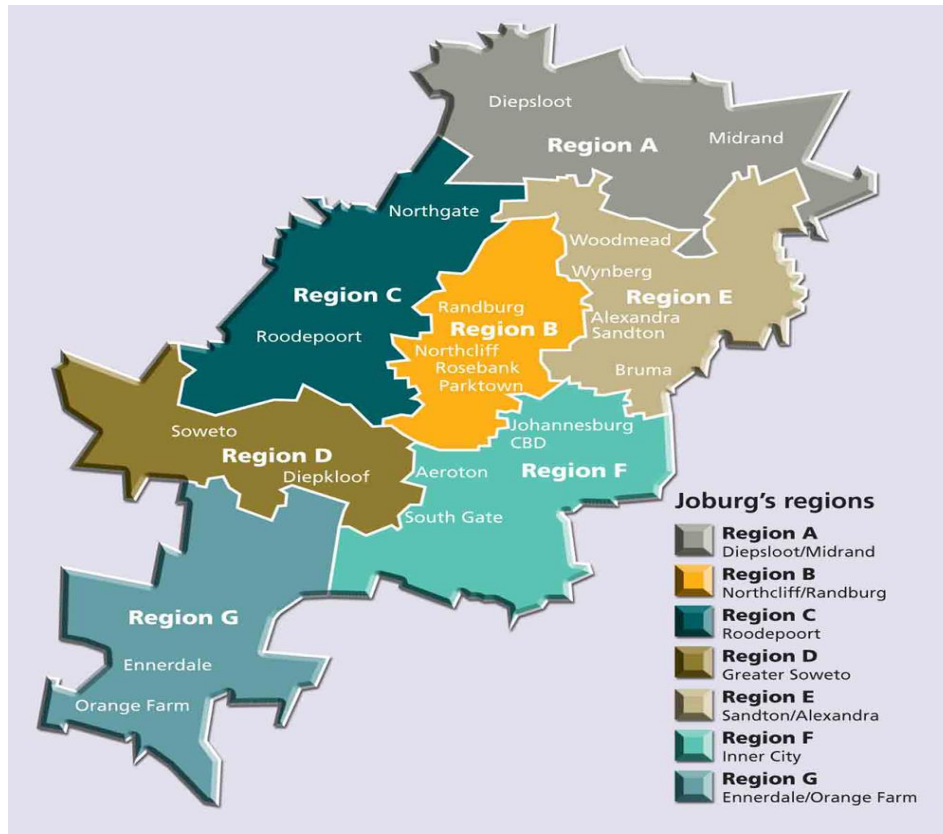 Diepsloot
Region A
Midrand
Northgate
Woodmead
Wynberg
Region C
Region E
Randburg
Region B
Alexandra
Sandton
Roodepoort
Northcliff
Rosebank
Parktown
Bruma
Soweto
Region D
Diepkloof
Johannesburg
CBD
Aeroton
Region F
South Gate
Region G
Ennerdale
Orange Farm
Joburg's regions
Region A
Diepsloot/Midrand
Region B
Northcliff/Randburg
Region C
Roodepoort
Region D
Greater Soweto
Region E
Sandton/Alexandra
Region F
Inner City
Region G
Ennerdale/Orange Farm